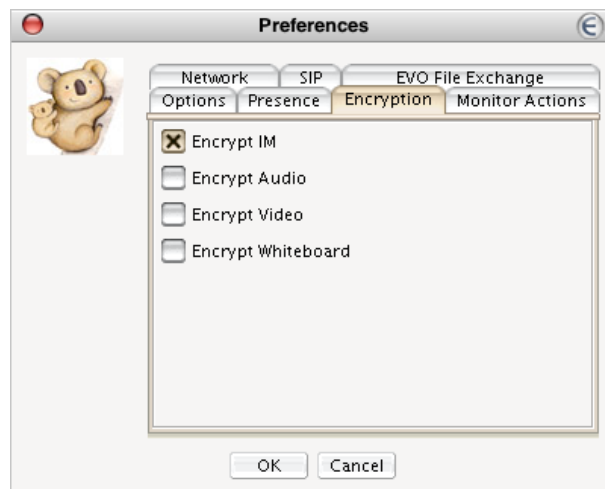 Preferences
Network SIP EVO File Exchange
Options Presence Encryption Monitor Actions
Encrypt IM
Encrypt Audio
Encrypt Video
Encrypt Whiteboard
OK Cancel